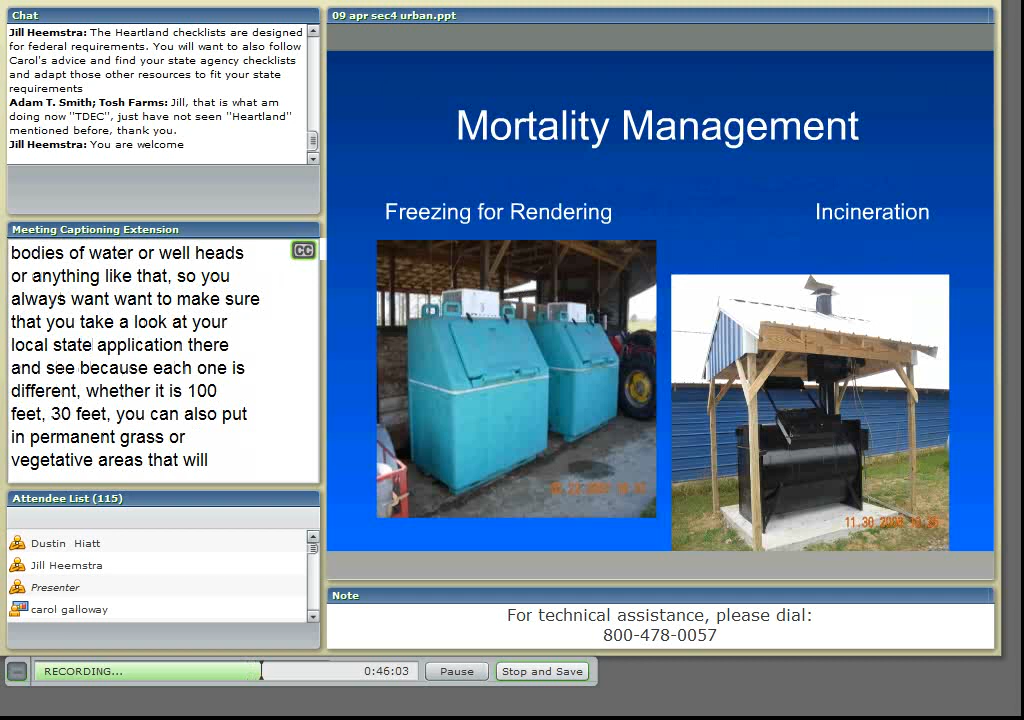 Chat
Jill Heemstra: The Heartland checklists are designed
for federal requirements. You will want to also follow
Carol's advice and find your state agency checklists
and adapt those other resources to fit your state
requirements
Adam T. Smith; Tosh Farms: Jill, that is what am
doing now "TDEC", just have not seen "Heartland"
mentioned before, thank you.
Jill Heemstra: You are welcome
Meeting Captioning Extension
CC
bodies of water or well heads
or anything like that, so you
always want want to make sure
that you take a look at your
local state application there
and see because each one is
different, whether it is 100
feet, 30 feet, you can also put
in permanent grass or
vegetative areas that will
Attendee List (115)
Dustin Hiatt
Jill Heemstra
Presenter
carol galloway
09 apr sec4 urban.ppt
Mortality Management
Freezing for Rendering
Incineration
Note
For technical assistance, please dial:
800-478-0057
RECORDING...
0:46:03
Pause
Stop and Save